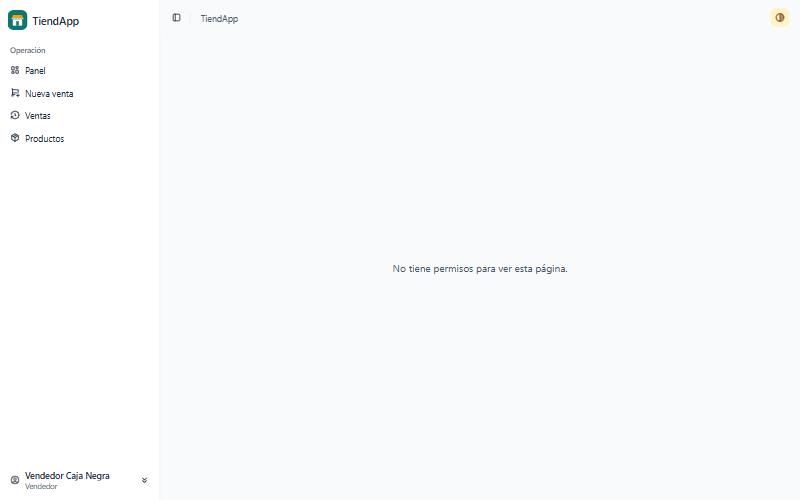 TiendApp
Operación
Panel
Nueva venta
Ventas
Productos
Vendedor Caja Negra
Vendedor
TiendApp
No tiene permisos para ver esta página.